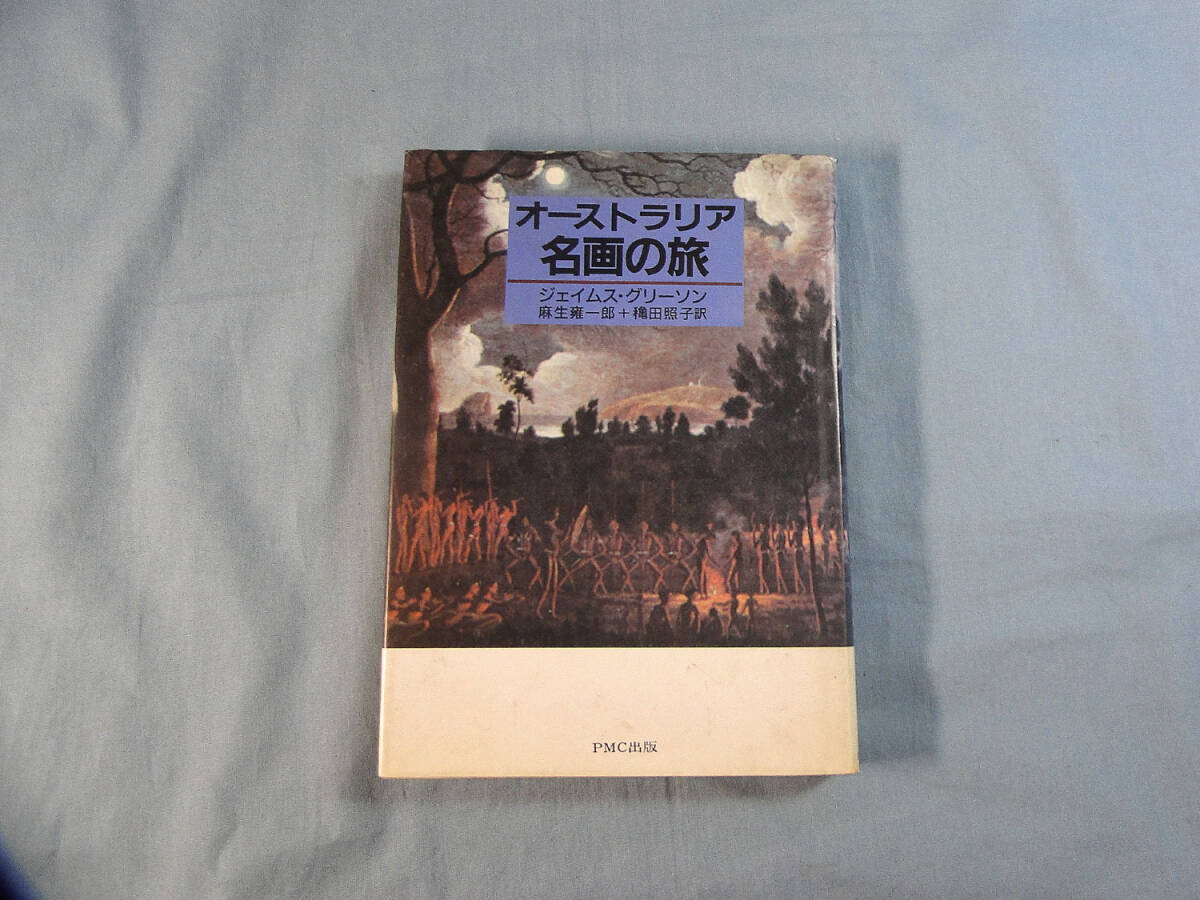 オーストラリア
名画の旅
ジェイムス・グリーソン
麻生雍一郎+穐田照子訳
PMC出版